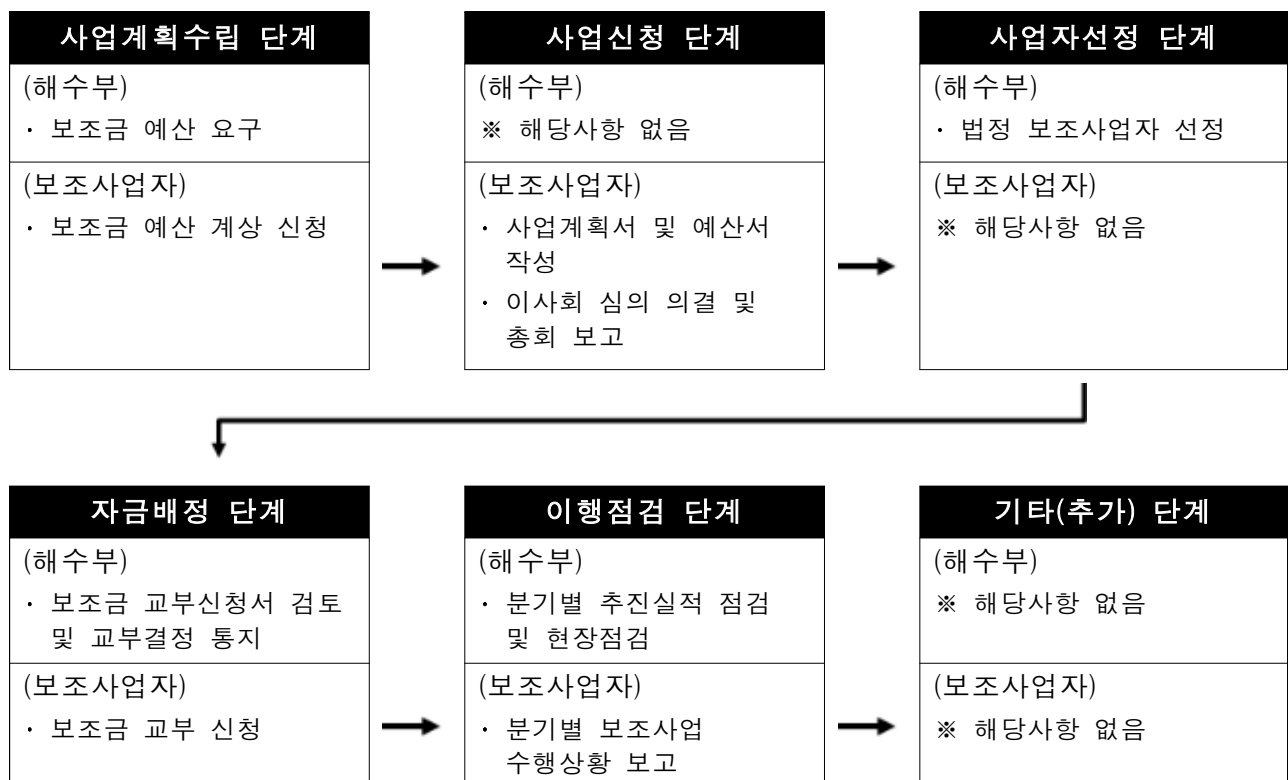 사업계획수립 단계
(해수부)
· 보조금 예산 요구
(보조사업자)
· 보조금 예산 계상 신청
사업신청 단계
(해수부)
※ 해당사항 없음
(보조사업자)
· 사업계획서 및 예산서
작성
· 이사회 심의 의결 및
총회 보고
사업자선정 단계
(해수부)
· 법정 보조사업자 선정
(보조사업자)
※ 해당사항 없음
자금배정 단계
(해수부)
· 보조금 교부신청서 검토
및 교부결정 통지
(보조사업자)
· 보조금 교부 신청
이행점검 단계
(해수부)
· 분기별 추진실적 점검
및 현장점검
(보조사업자)
· 분기별 보조사업
수행상황 보고
기타(추가) 단계
(해수부)
※ 해당사항 없음
(보조사업자)
※ 해당사항 없음